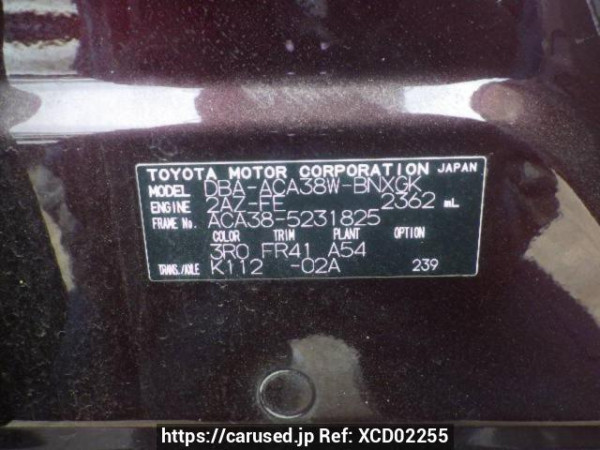 TOYOTA MOTOR CORPORATION JAPAN
MODEL DBA-ACA38W-BNXGK
ENGINE 2AZ-FE 2362 mL
FRAME No. ACA38-5231825
COLOR TRIM PLANT OPTION
3R0 FR41 A54
TRANS./AXLE K112 -02A 239
https://carused.jp Ref: XCD02255